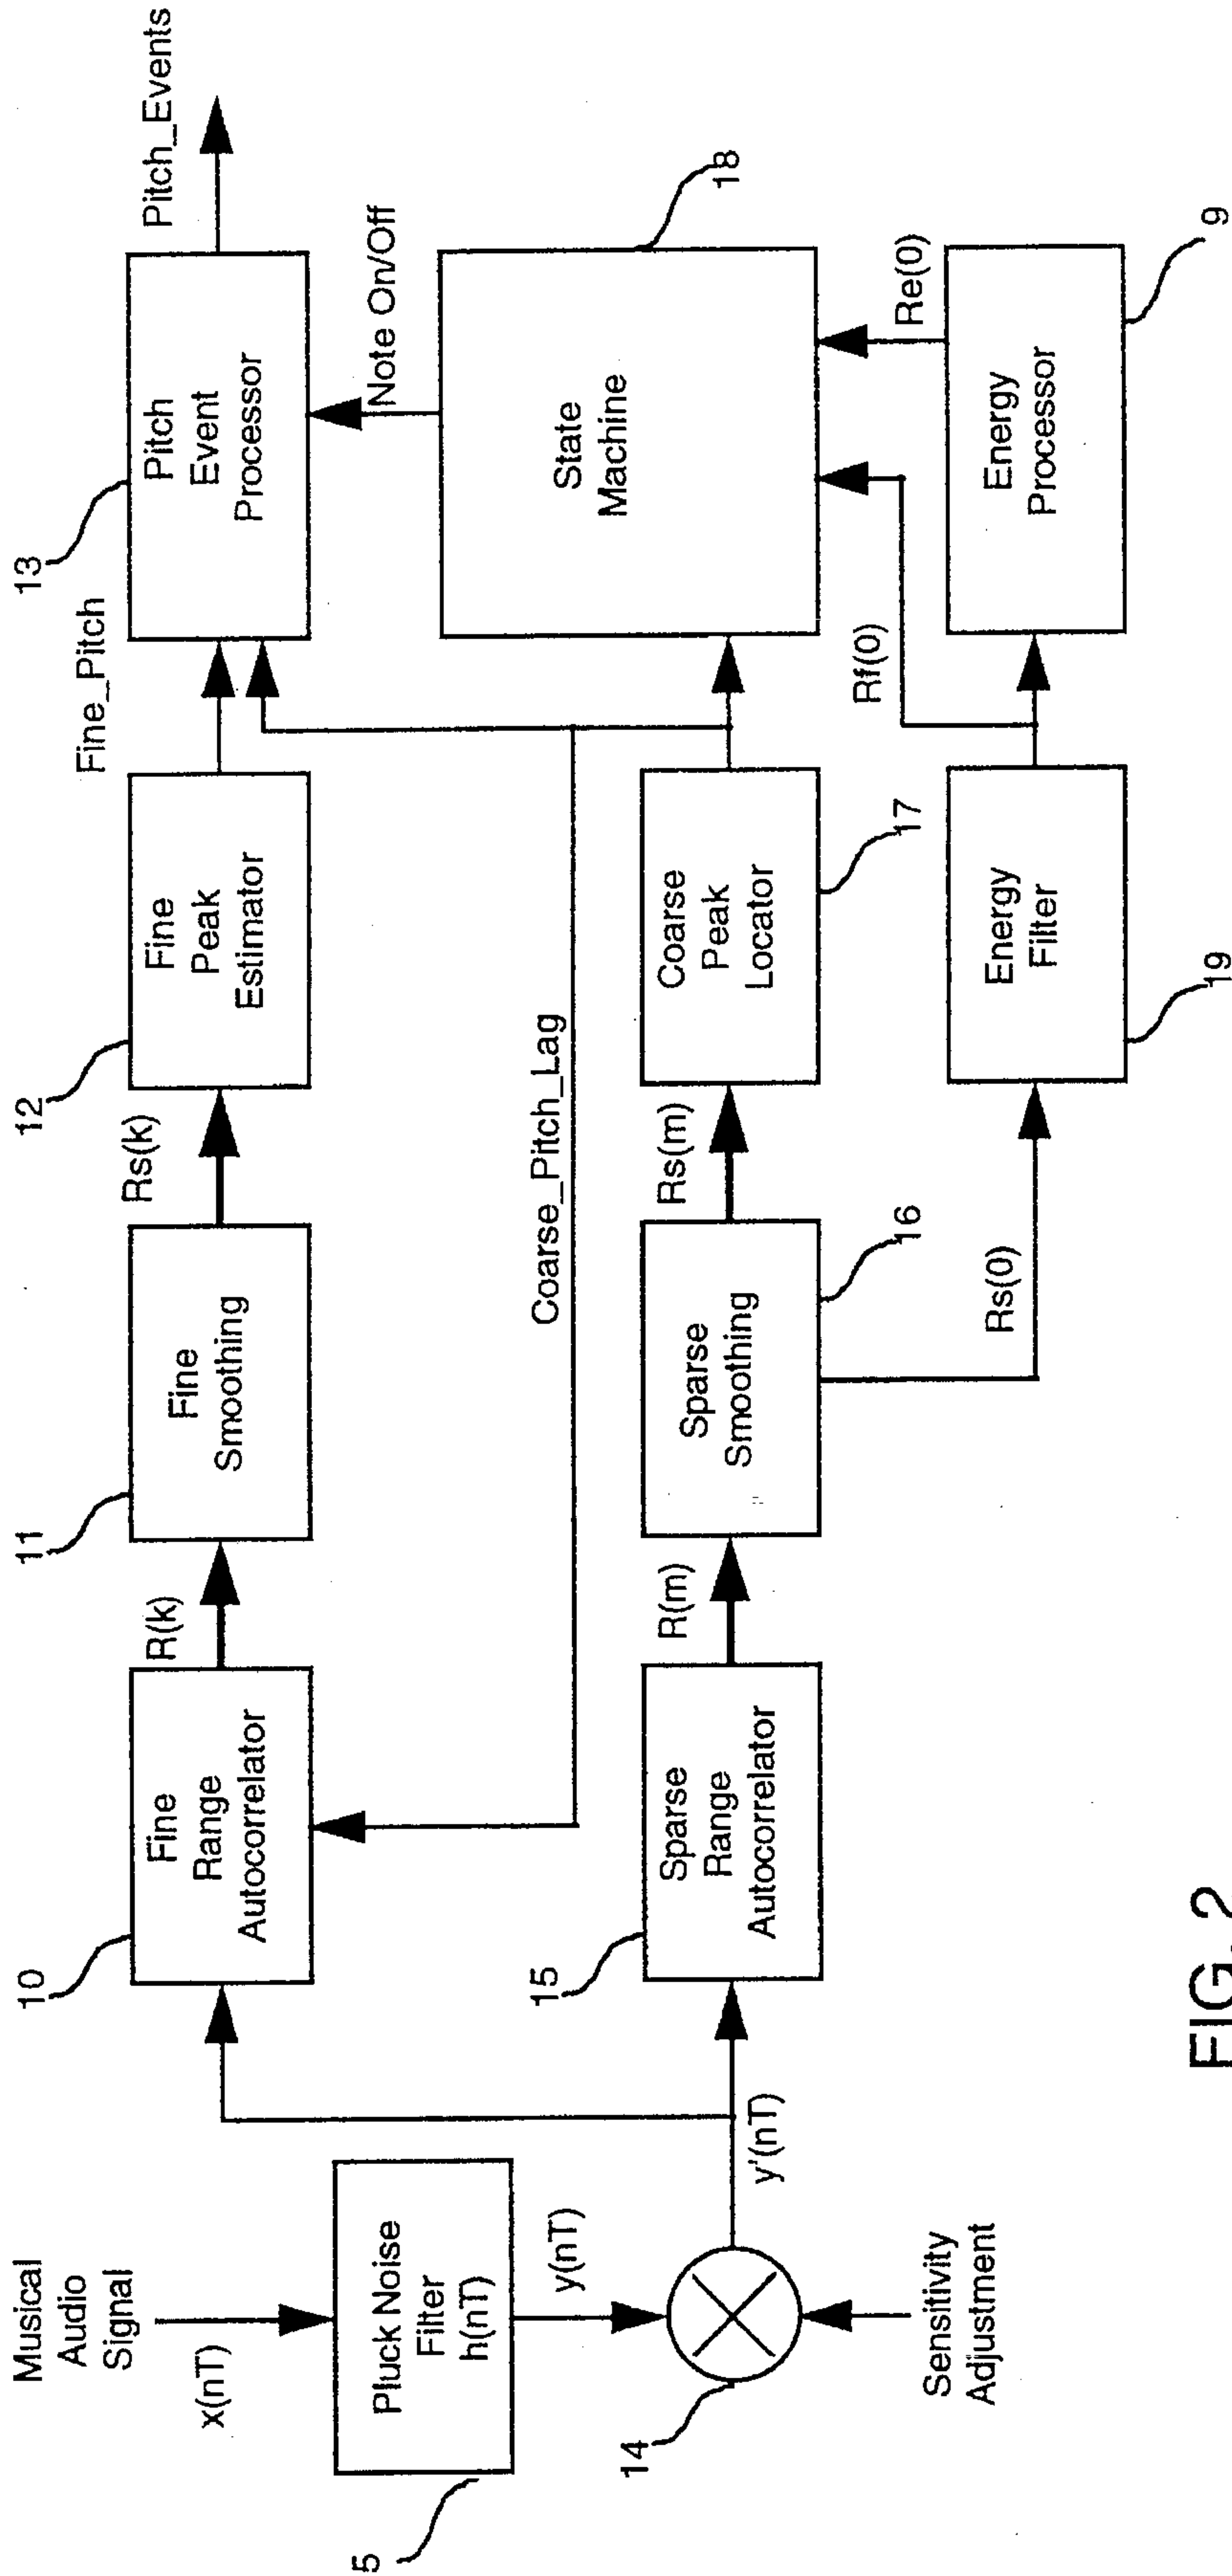 Musical
Audio
Signal
x(nT)
5
Pluck Noise
Filter
h(nT)
y(nT)
14
Sensitivity
Adjustment
y'(nT)
10
Fine
Range
Autocorrelator
R(k)
11
Fine
Smoothing
Rs(k)
12
Fine
Peak
Estimator
Fine_Pitch
13
Pitch
Event
Processor
Pitch_Events
Coarse_Pitch_Lag
Note On/Off
15
Sparse
Range
Autocorrelator
R(m)
Sparse
Smoothing
16
Rs(m)
Coarse
Peak
Locator
17
State
Machine
18
Rs(0)
Energy
Filter
19
Rf(0)
Energy
Processor
9
Re(0)
FIG. 2